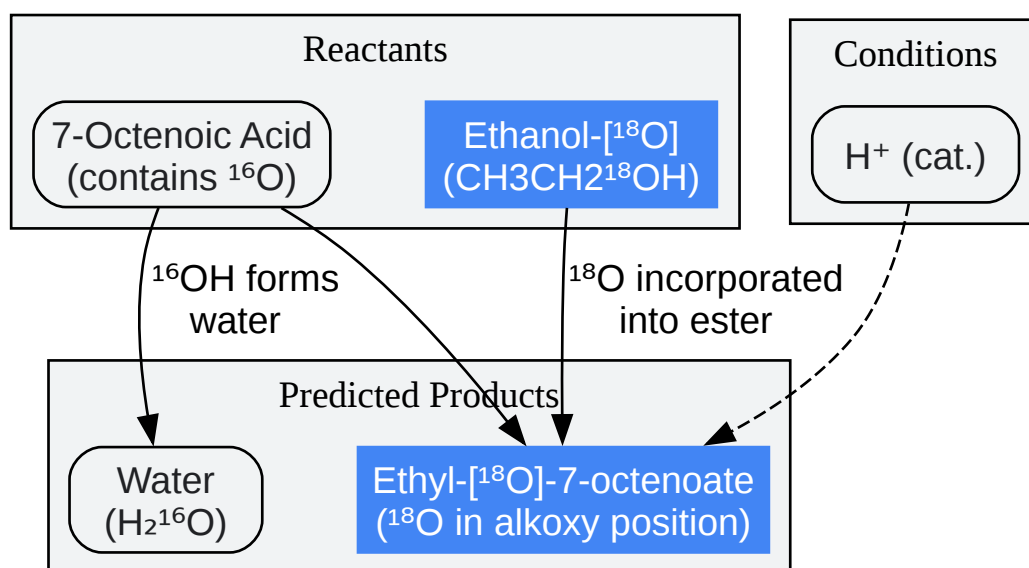 Reactants
Conditions
7-Octenoic Acid
(contains ¹⁶O)
Ethanol-[¹⁸O]
(CH3CH2¹⁸OH)
H⁺ (cat.)
¹⁶OH forms
water
¹⁸O incorporated
into ester
Predicted Products
Water
(H₂¹⁶O)
Ethyl-[¹⁸O]-7-octenoate
(¹⁸O in alkoxy position)